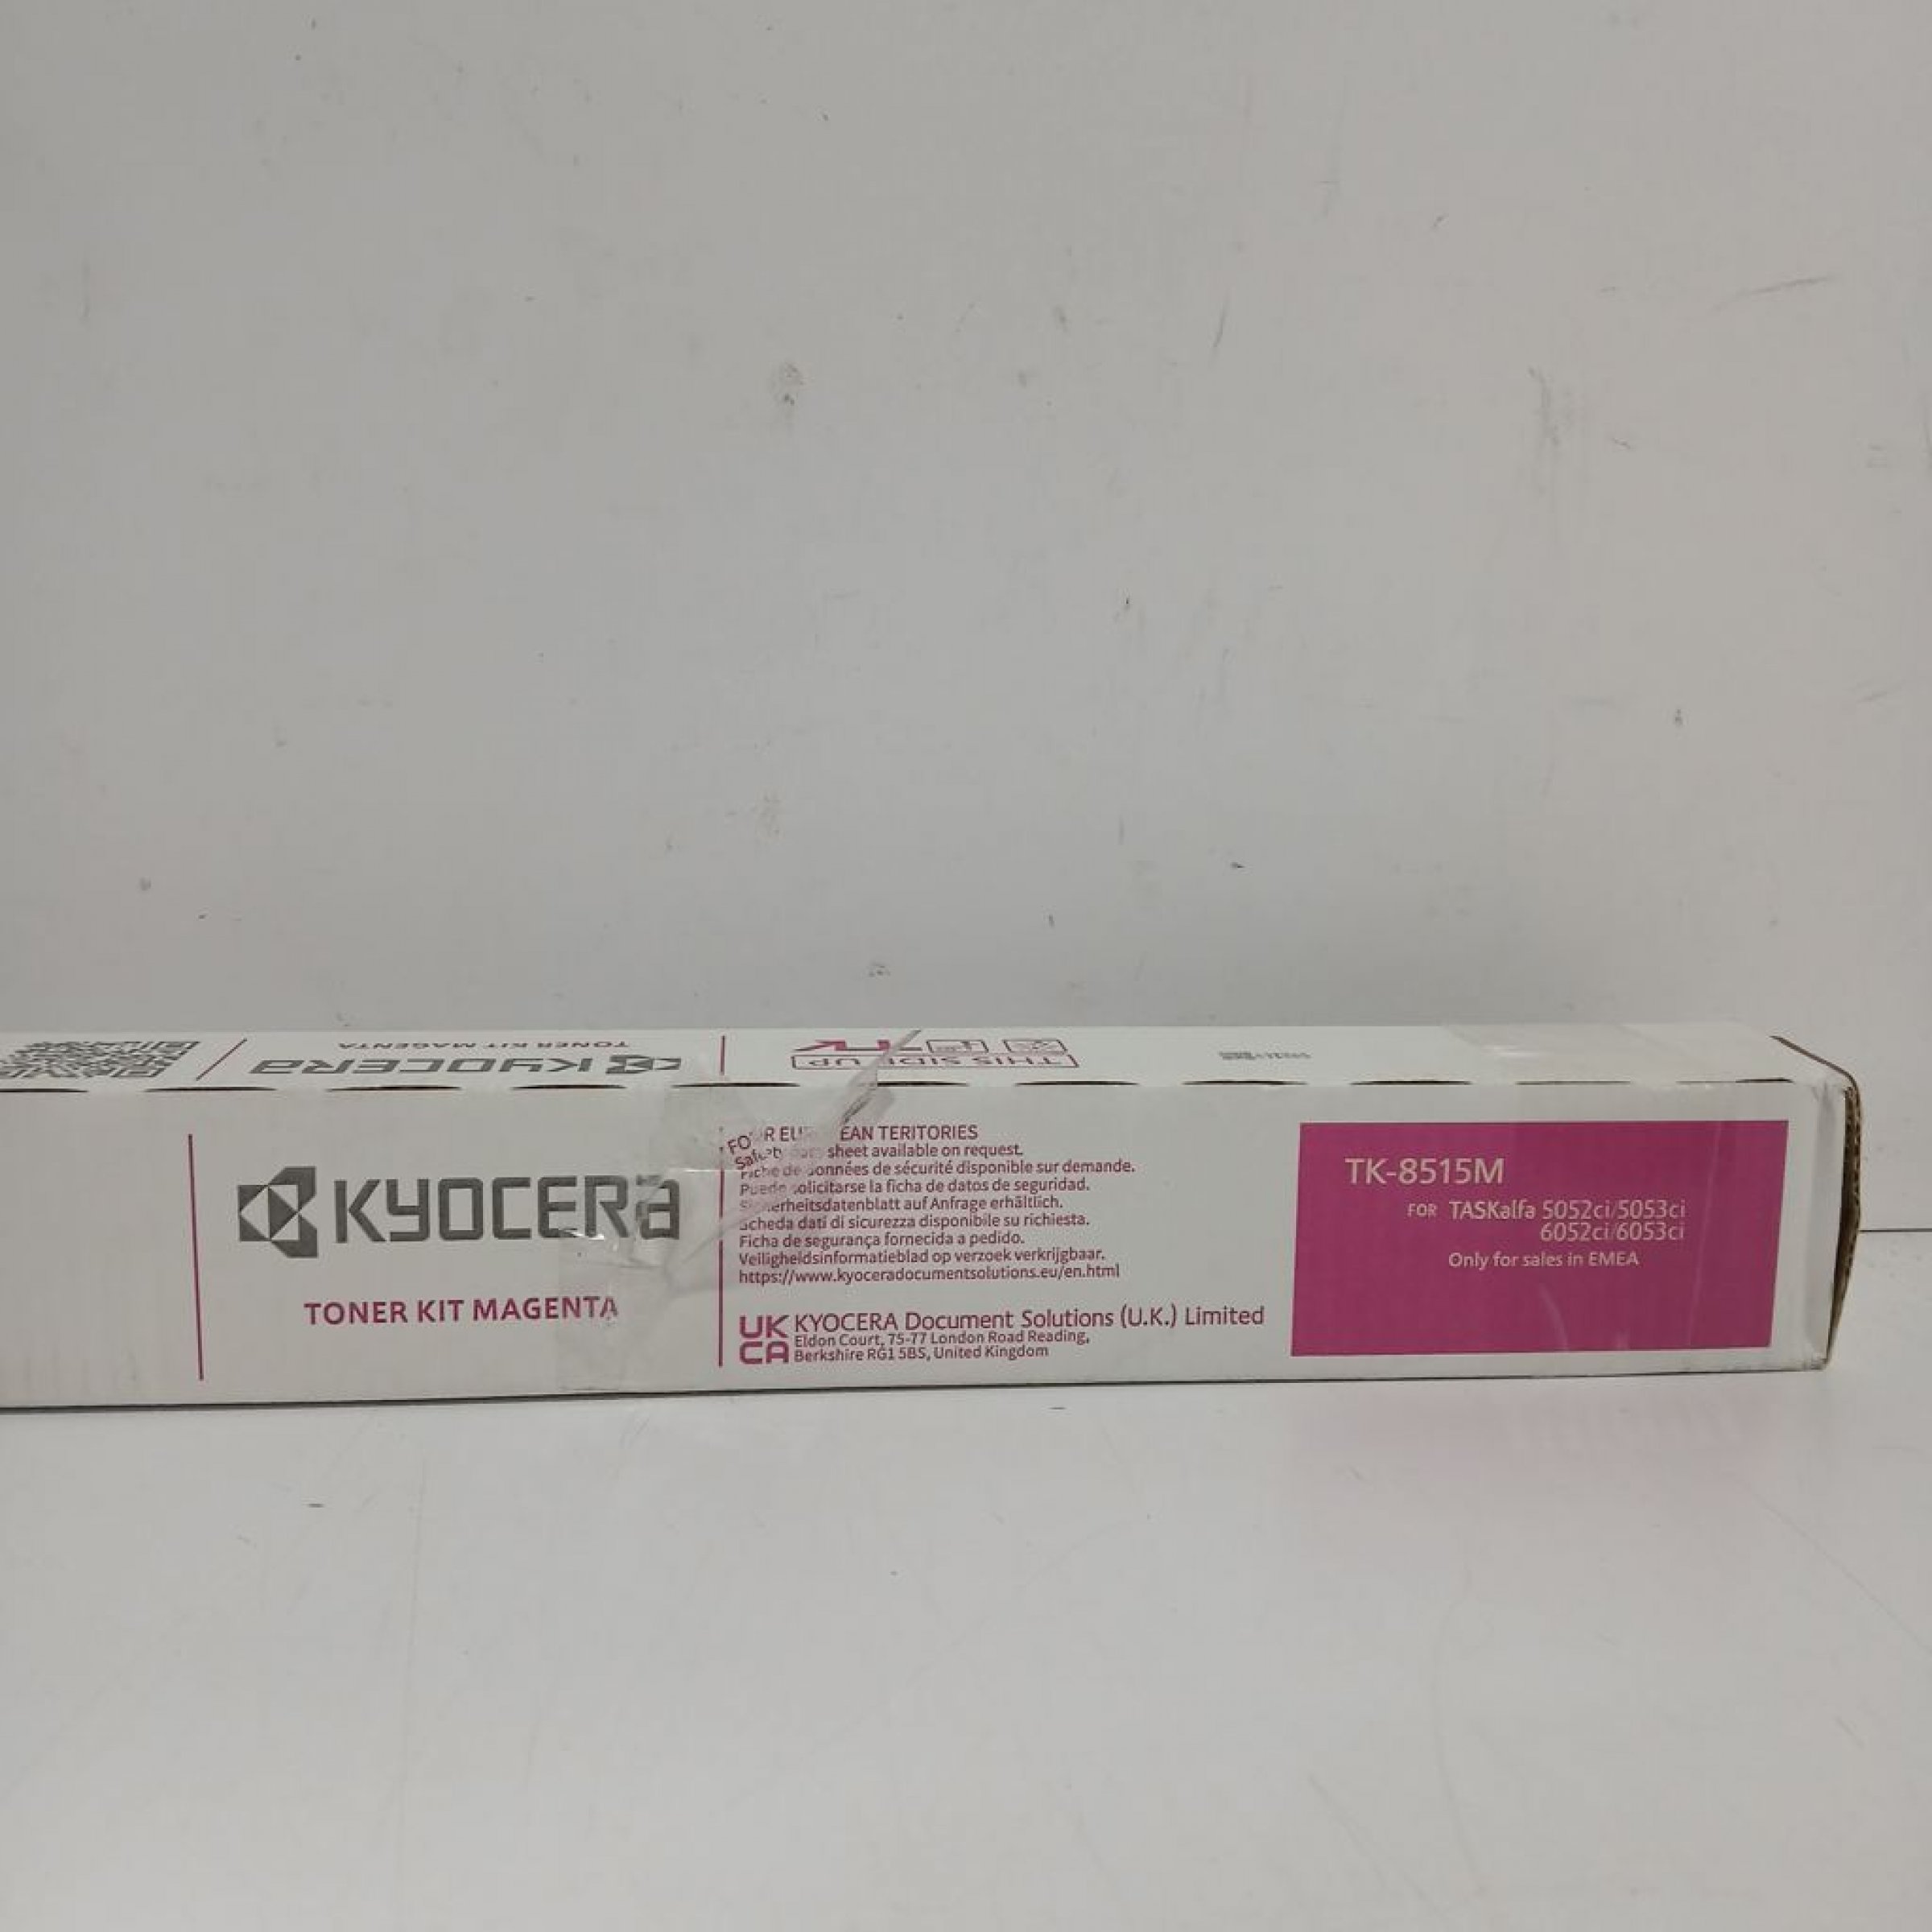 TONER KIT MAGENTA
KYOCERA
THIS SIDE UP
KYOCERA
TONER KIT MAGENTA
FOR EUROPEAN TERITORIES
Safety data sheet available on request.
Fiche de données de sécurité disponible sur demande.
Puede solicitarse la ficha de datos de seguridad.
Sicherheitsdatenblatt auf Anfrage erhältlich.
Scheda dati di sicurezza disponibile su richiesta.
Ficha de segurança fornecida a pedido.
Veiligheidsinformatieblad op verzoek verkrijgbaar.
https://www.kyoceradocumentsolutions.eu/en.html
UK
CA
KYOCERA Document Solutions (U.K.) Limited
Eldon Court, 75-77 London Road Reading,
Berkshire RG1 5BS, United Kingdom
TK-8515M
FOR TASKalfa 5052ci/5053ci
6052ci/6053ci
Only for sales in EMEA